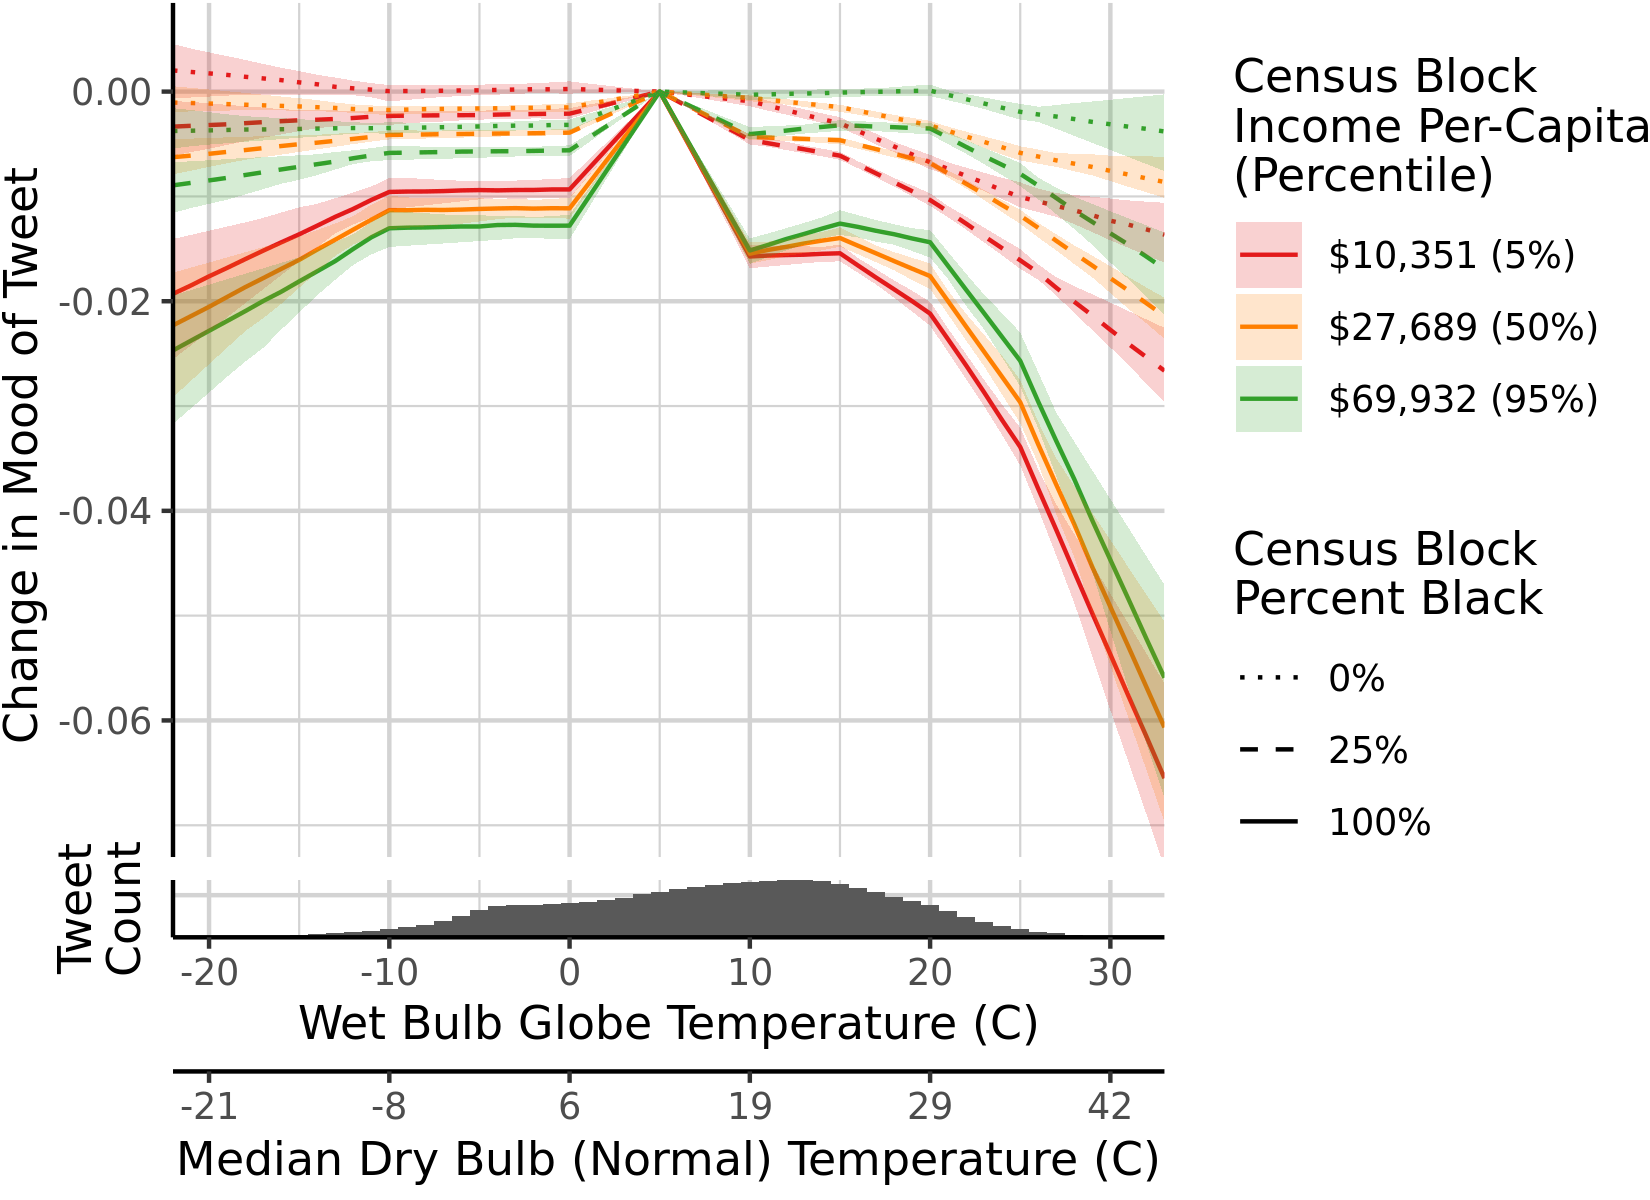 Change in Mood of Tweet
0.00
-0.02
-0.04
-0.06
Tweet
Count
-20 -10 0 10 20 30
Wet Bulb Globe Temperature (C)
-21 -8 6 19 29 42
Median Dry Bulb (Normal) Temperature (C)
Census Block
Income Per-Capita
(Percentile)
$10,351 (5%)
$27,689 (50%)
$69,932 (95%)
Census Block
Percent Black
0%
25%
100%